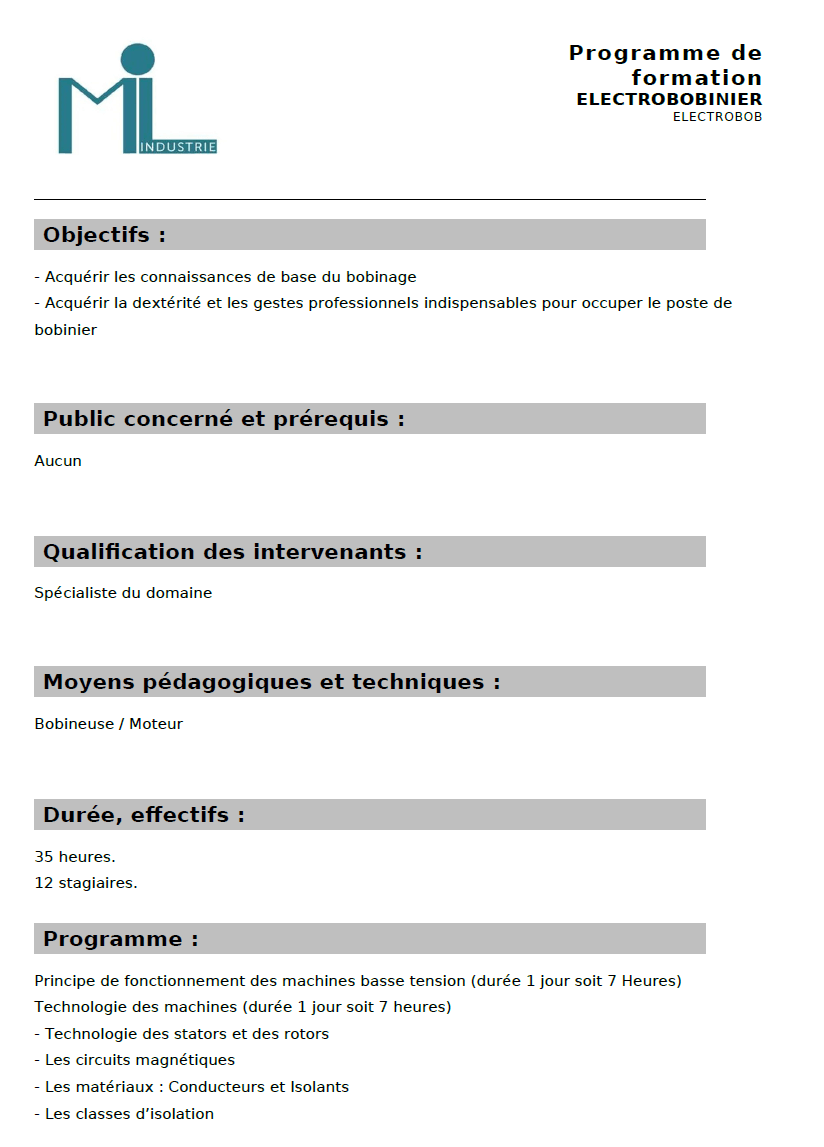 MIL
INDUSTRIE
Programme de
formation
ELECTROBOBINIER
ELECTROBOB
Objectifs :
- Acquérir les connaissances de base du bobinage
- Acquérir la dextérité et les gestes professionnels indispensables pour occuper le poste de
bobinier
Public concerné et prérequis :
Aucun
Qualification des intervenants :
Spécialiste du domaine
Moyens pédagogiques et techniques :
Bobineuse / Moteur
Durée, effectifs :
35 heures.
12 stagiaires.
Programme :
Principe de fonctionnement des machines basse tension (durée 1 jour soit 7 Heures)
Technologie des machines (durée 1 jour soit 7 heures)
- Technologie des stators et des rotors
- Les circuits magnétiques
- Les matériaux : Conducteurs et Isolants
- Les classes d’isolation